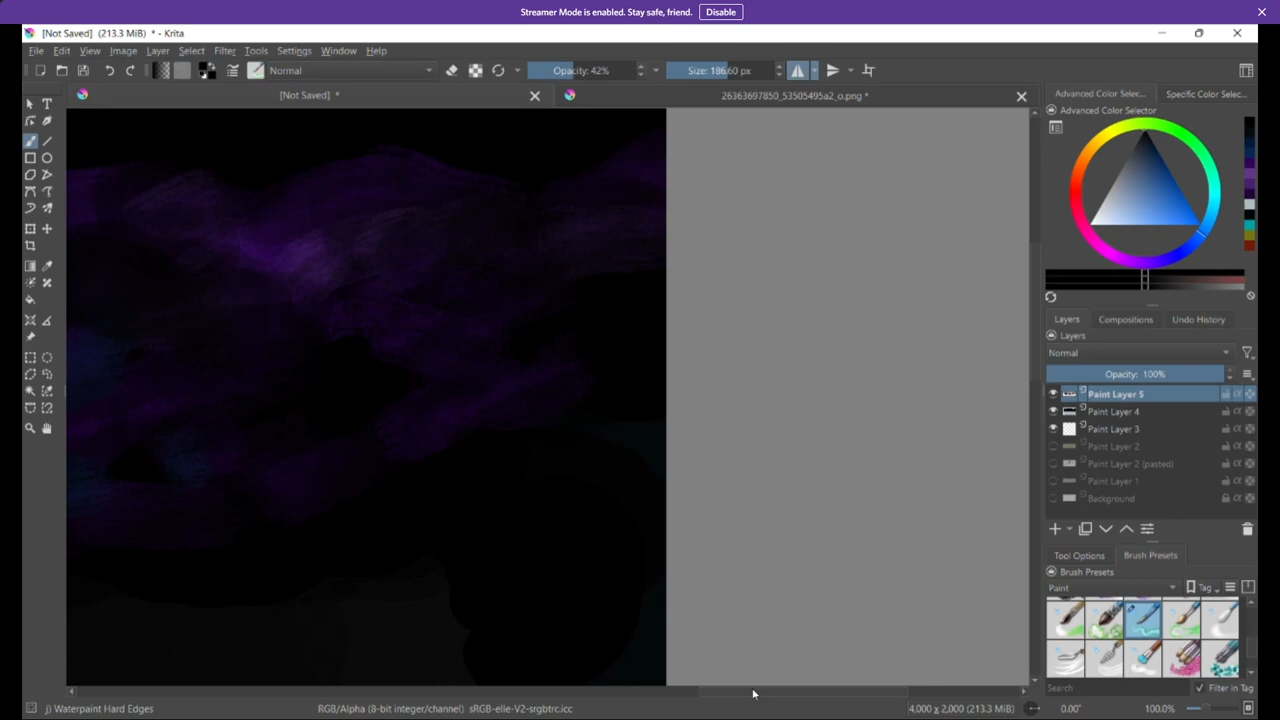 Streamer Mode is enabled. Stay safe, friend. Disable
[Not Saved] (213.3 MiB) * - Krita
File Edit View Image Layer Select Filter Tools Settings Window Help
Normal Opacity: 42% Size: 186.60 px
[Not Saved] * 26363697850_53505495a2_o.png * Advanced Color Selec... Specific Color Selec...
Advanced Color Selector
Layers Compositions Undo History
Layers
Normal
Opacity: 100%
Paint Layer 5
Paint Layer 4
Paint Layer 3
Paint Layer 2
Paint Layer 2 (pasted)
Paint Layer 1
Background
Tool Options Brush Presets
Brush Presets
Paint Tag
Search Filter in Tag
j) Waterpaint Hard Edges RGB/Alpha (8-bit integer/channel) sRGB-elle-V2-srgbtrc.icc 4,000 x 2,000 (213.3 MiB) 0.00° 100.0%